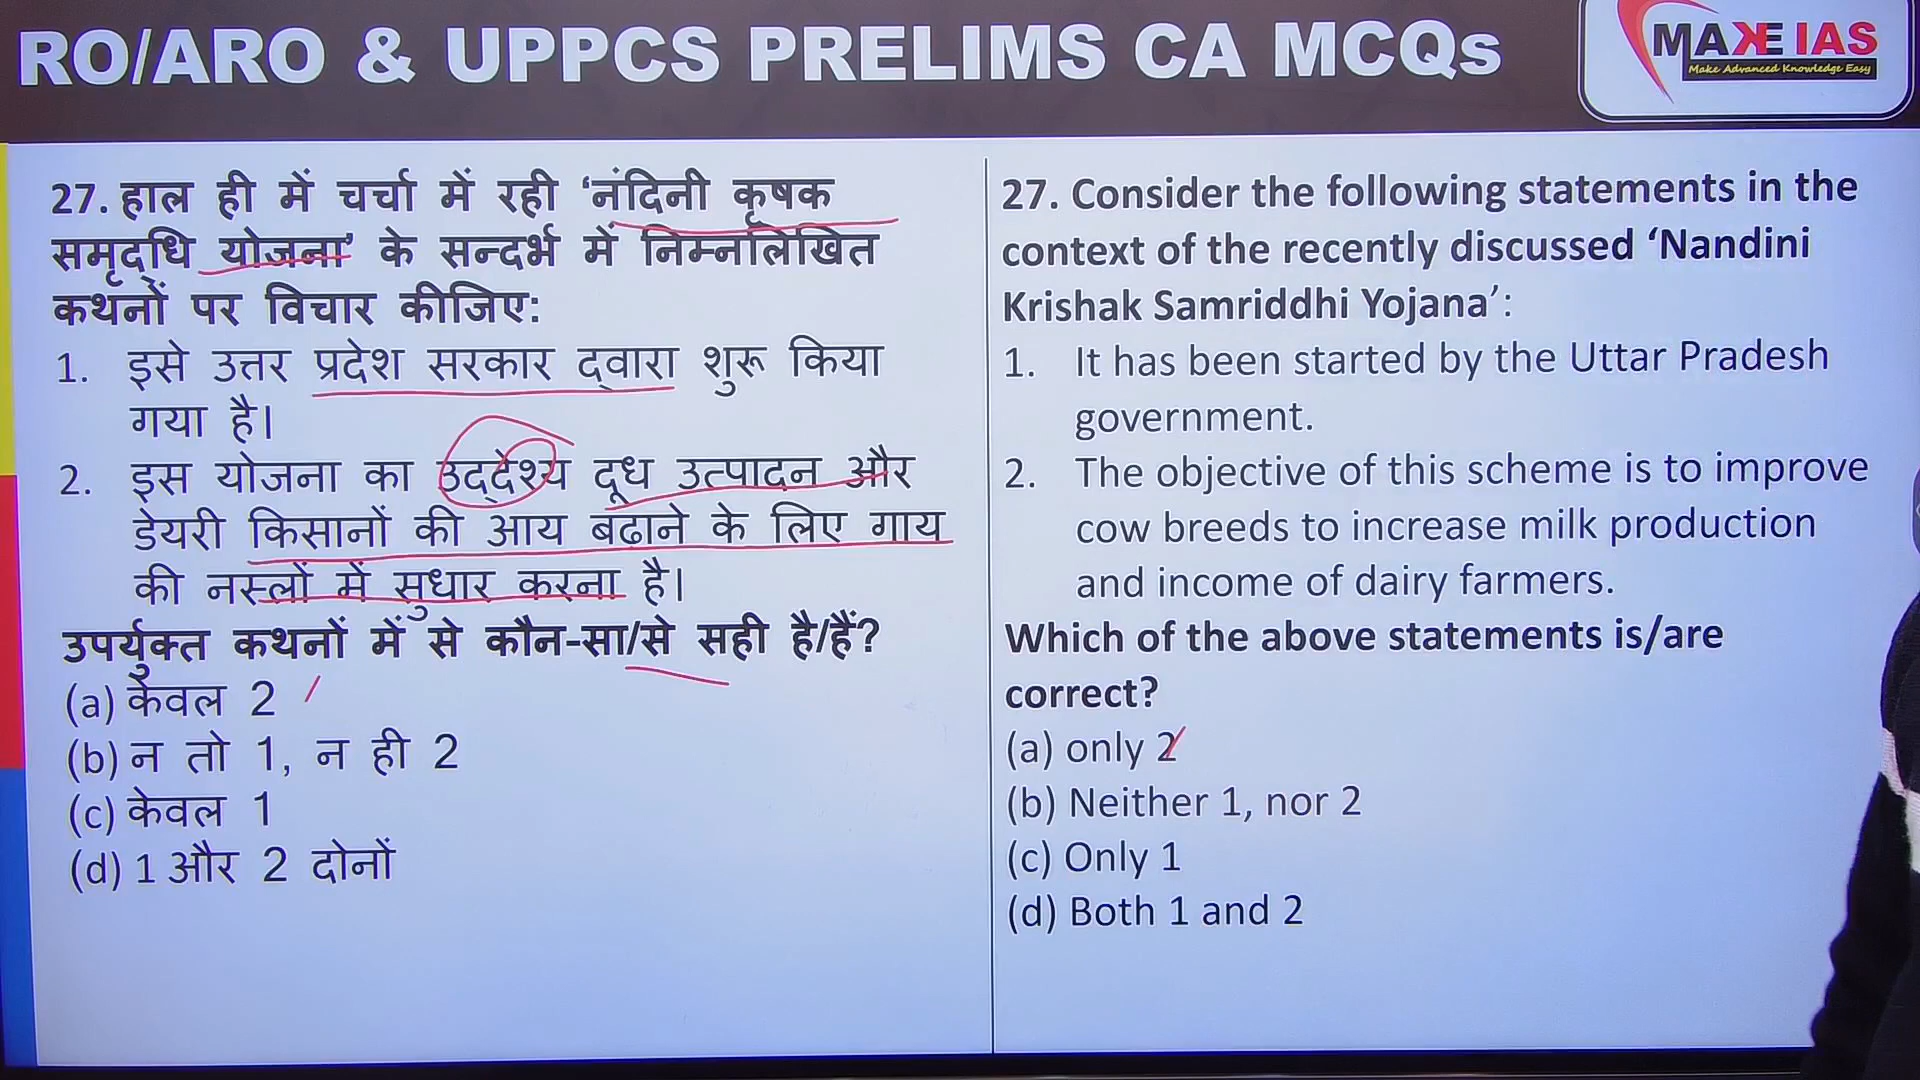 RO/ARO & UPPCS PRELIMS CA MCQs
MAKE IAS
Make Advanced Knowledge Easy
27. हाल ही में चर्चा में रही ‘नंदिनी कृषक
समृद्धि योजना’ के सन्दर्भ में निम्नलिखित
कथनों पर विचार कीजिए:
1. इसे उत्तर प्रदेश सरकार द्वारा शुरू किया
गया है।
2. इस योजना का उद्देश्य दूध उत्पादन और
डेयरी किसानों की आय बढाने के लिए गाय
की नस्लों में सुधार करना है।
उपर्युक्त कथनों में से कौन-सा/से सही है/हैं?
(a) केवल 2
(b) न तो 1, न ही 2
(c) केवल 1
(d) 1 और 2 दोनों
27. Consider the following statements in the
context of the recently discussed ‘Nandini
Krishak Samriddhi Yojana’:
1. It has been started by the Uttar Pradesh
government.
2. The objective of this scheme is to improve
cow breeds to increase milk production
and income of dairy farmers.
Which of the above statements is/are
correct?
(a) only 2
(b) Neither 1, nor 2
(c) Only 1
(d) Both 1 and 2